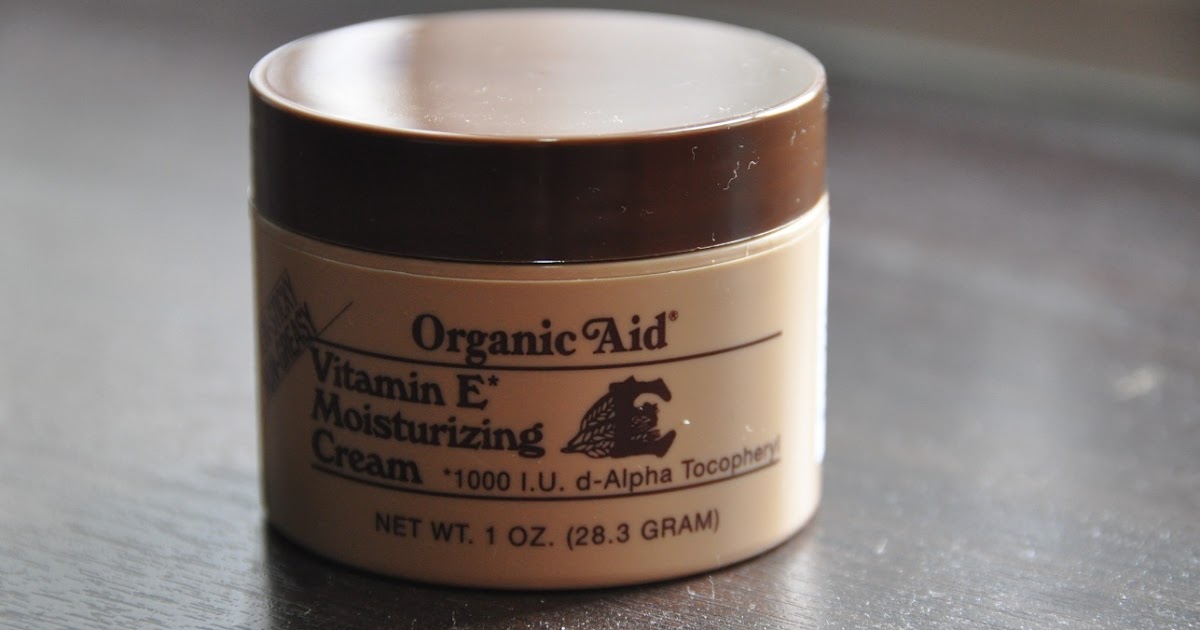 Organic Aid®
Vitamin E*
Moisturizing
Cream
E
*1000 I.U. d-Alpha Tocopheryl
NET WT. 1 OZ. (28.3 GRAM)